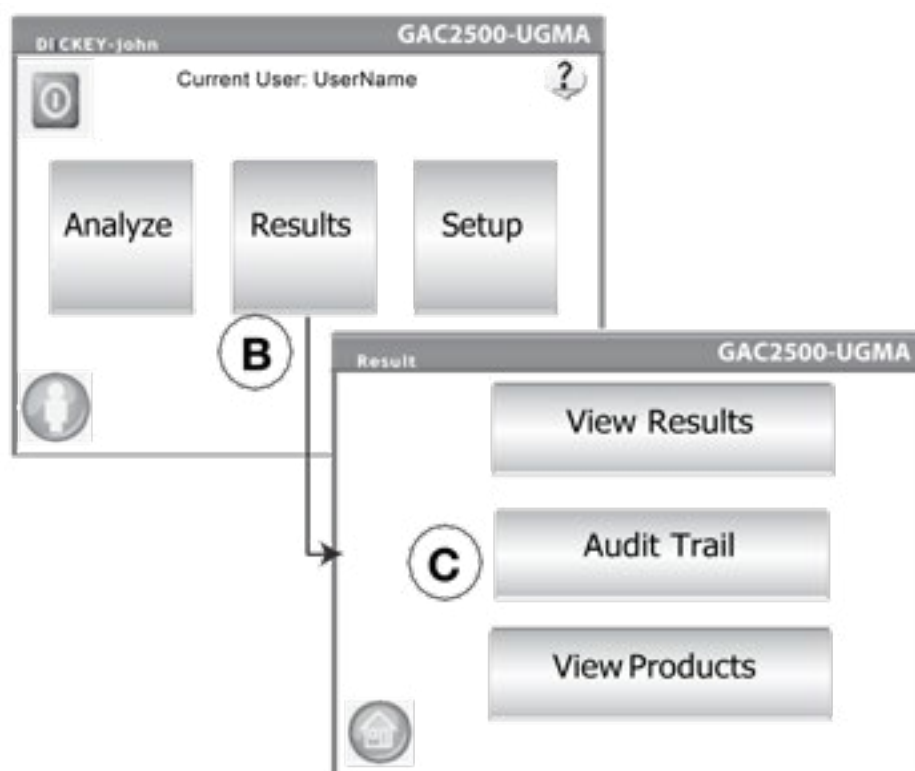 DICKEY-john GAC2500-UGMA
Current User: UserName
?
Analyze Results Setup
B
Result GAC2500-UGMA
View Results
C Audit Trail
View Products